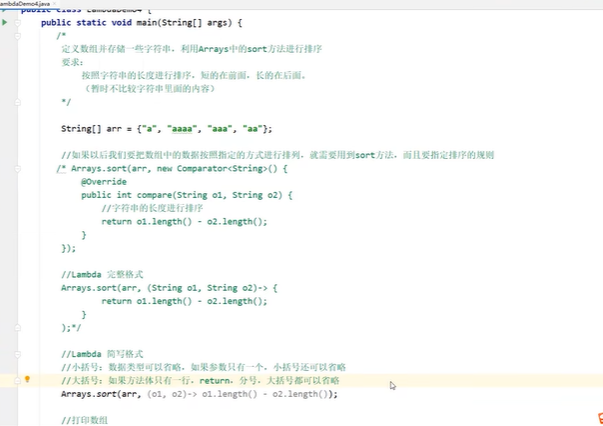 ambdaDemo4.java
public class LambdaDemo4 {
public static void main(String[] args) {
/*
定义数组并存储一些字符串，利用Arrays中的sort方法进行排序
要求：
按照字符串的长度进行排序，短的在前面，长的在后面。
（暂时不比较字符串里面的内容）
*/
String[] arr = {"a", "aaaa", "aaa", "aa"};
//如果以后我们要把数组中的数据按照指定的方式进行排列，就需要用到sort方法，而且要指定排序的规则
/* Arrays.sort(arr, new Comparator<String>() {
@Override
public int compare(String o1, String o2) {
//字符串的长度进行排序
return o1.length() - o2.length();
}
});
//Lambda 完整格式
Arrays.sort(arr, (String o1, String o2)-> {
return o1.length() - o2.length();
}
);*/
//Lambda 简写格式
//小括号：数据类型可以省略，如果参数只有一个，小括号还可以省略
//大括号：如果方法体只有一行，return，分号，大括号都可以省略
Arrays.sort(arr, (o1, o2)-> o1.length() - o2.length());
//打印数组